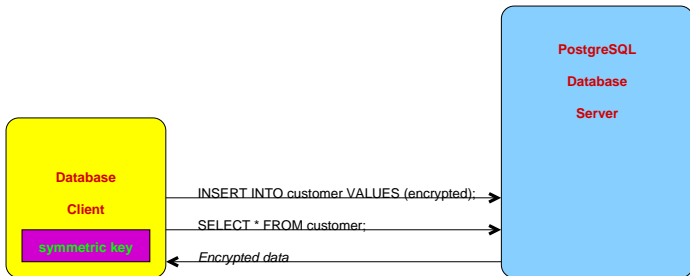 PostgreSQL
Database
Server
Database
Client
symmetric key
INSERT INTO customer VALUES (encrypted);
SELECT * FROM customer;
Encrypted data